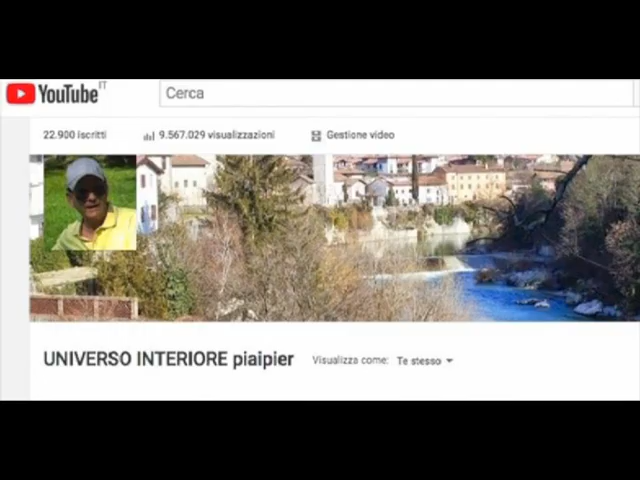 YouTube IT
Cerca
22.900 iscritti 9.567.029 visualizzazioni Gestione video
UNIVERSO INTERIORE piaipier Visualizza come: Te stesso